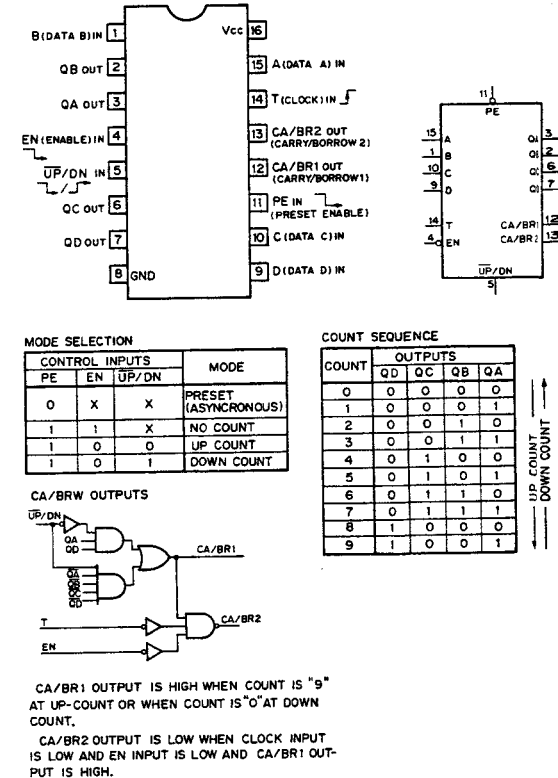 B(DATA B)IN 1
QB OUT 2
QA OUT 3
EN(ENABLE)IN 4
UP/DN IN 5
QC OUT 6
QD OUT 7
8 GND
Vcc 16
15 A(DATA A) IN
14 T(CLOCK)IN
13 CA/BR2 OUT
(CARRY/BORROW 2)
12 CA/BR1 OUT
(CARRY/BORROW1)
11 PE IN
(PRESET ENABLE)
10 C(DATA C)IN
9 D(DATA D)IN
11
PE
15 A QA 3
1 B 2
10 C 6
9 D 7
14 T CA/BR1 12
4 EN CA/BR2 13
UP/DN
5
MODE SELECTION
CONTROL INPUTS MODE
PE EN UP/DN
0 X X PRESET (ASYNCRONOUS)
1 1 X NO COUNT
1 0 0 UP COUNT
1 0 1 DOWN COUNT
COUNT SEQUENCE
COUNT OUTPUTS
QD QC QB QA
0 0 0 0 0
1 0 0 0 1
2 0 0 1 0
3 0 0 1 1
4 0 1 0 0
5 0 1 0 1
6 0 1 1 0
7 0 1 1 1
8 1 0 0 0
9 1 0 0 1
UP COUNT
DOWN COUNT
CA/BRW OUTPUTS
UP/DN
QA
QD
QA
QB
QC
QD
CA/BR1
T
EN
CA/BR2
CA/BR1 OUTPUT IS HIGH WHEN COUNT IS "9"
AT UP-COUNT OR WHEN COUNT IS "0" AT DOWN
COUNT.
CA/BR2 OUTPUT IS LOW WHEN CLOCK INPUT
IS LOW AND EN INPUT IS LOW AND CA/BR1 OUT-
PUT IS HIGH.